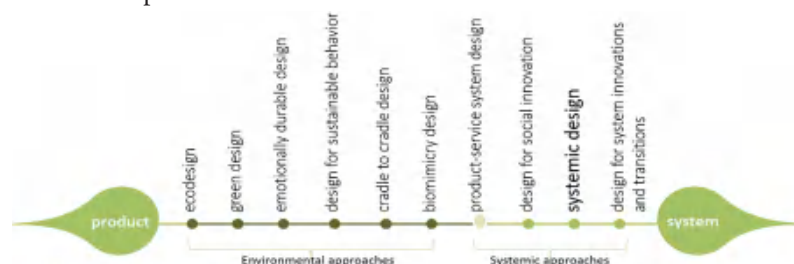 product
ecodesign
green design
emotionally durable design
design for sustainable behavior
cradle to cradle design
biomimicry design
product-service system design
design for social innovation
systemic design
design for system innovations
and transitions
system
Environmental approaches
Systemic approaches